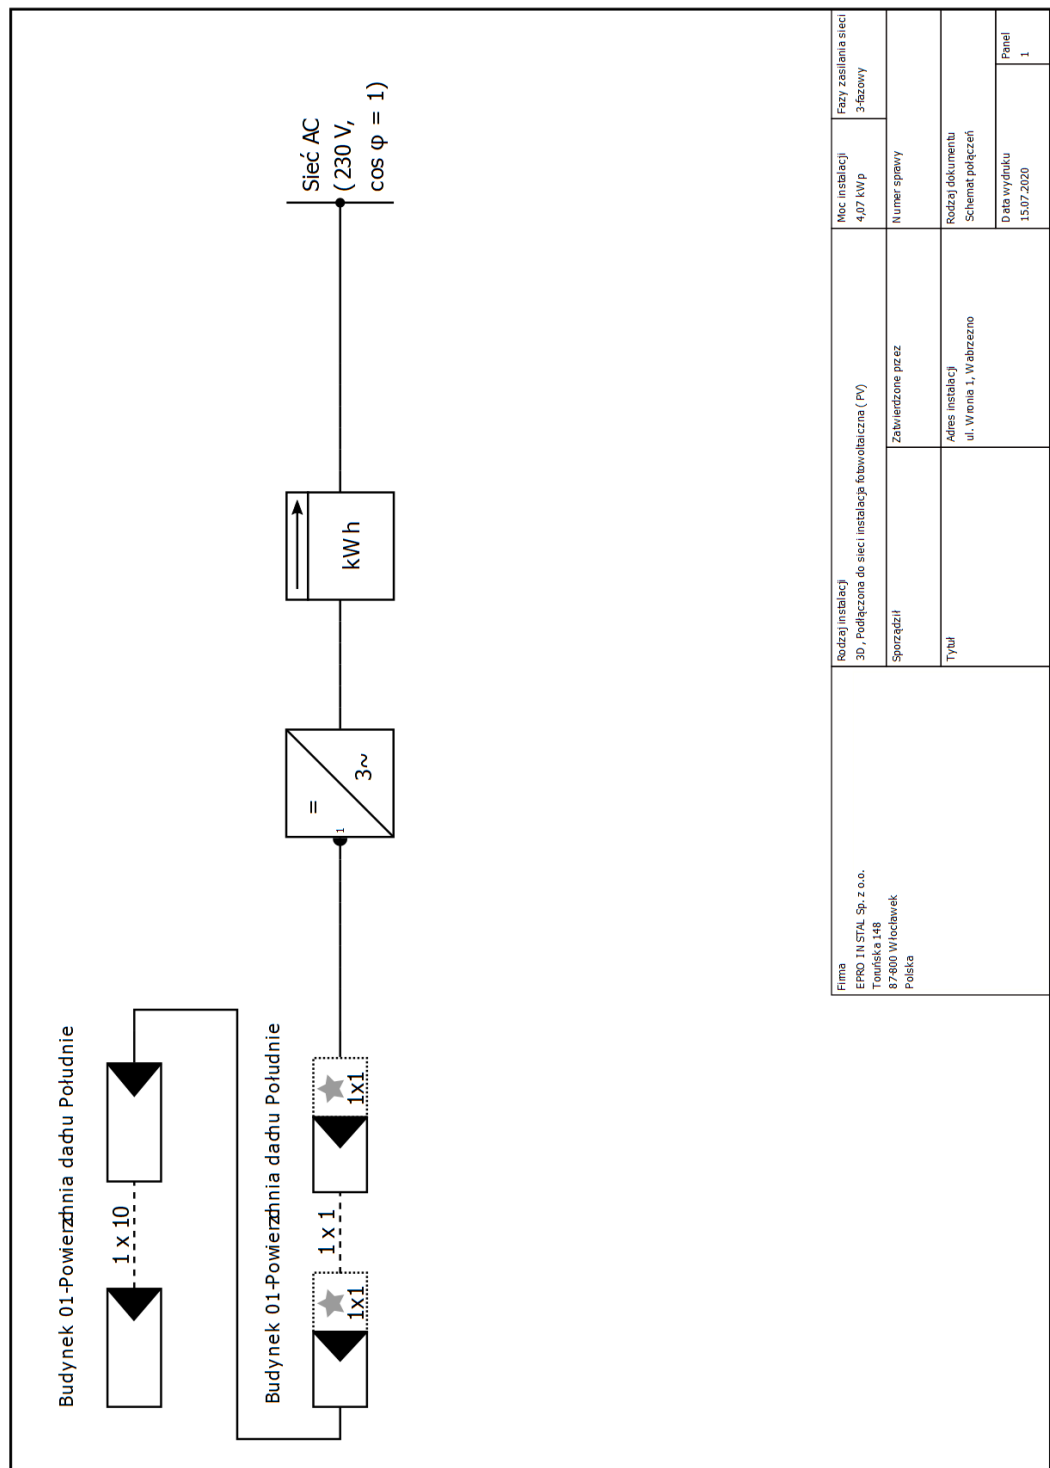 Budynek 01-Powierzchnia dachu Południe
1 x 10
Budynek 01-Powierzchnia dachu Południe
1x1
1 x 1
1x1
1
=
3~
kWh
Sieć AC
(230 V,
cos φ = 1)
Firma
EPRO INSTAL Sp. z o.o.
Toruńska 148
87-800 Włocławek
Polska
Rodzaj instalacji
3D, Podłączona do sieci instalacja fotowoltaiczna (PV)
Moc instalacji
4,07 kWp
Fazy zasilania sieci
3-fazowy
Sporządził
Zatwierdzone przez
Numer sprawy
Tytuł
Adres instalacji
ul. Wronia 1, Wabrzezno
Rodzaj dokumentu
Schemat połączeń
Data wydruku
15.07.2020
Panel
1